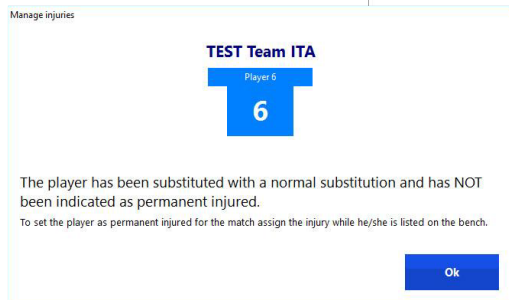 Manage injuries
TEST Team ITA
Player 6
6
The player has been substituted with a normal substitution and has NOT
been indicated as permanent injured.
To set the player as permanent injured for the match assign the injury while he/she is listed on the bench.
Ok